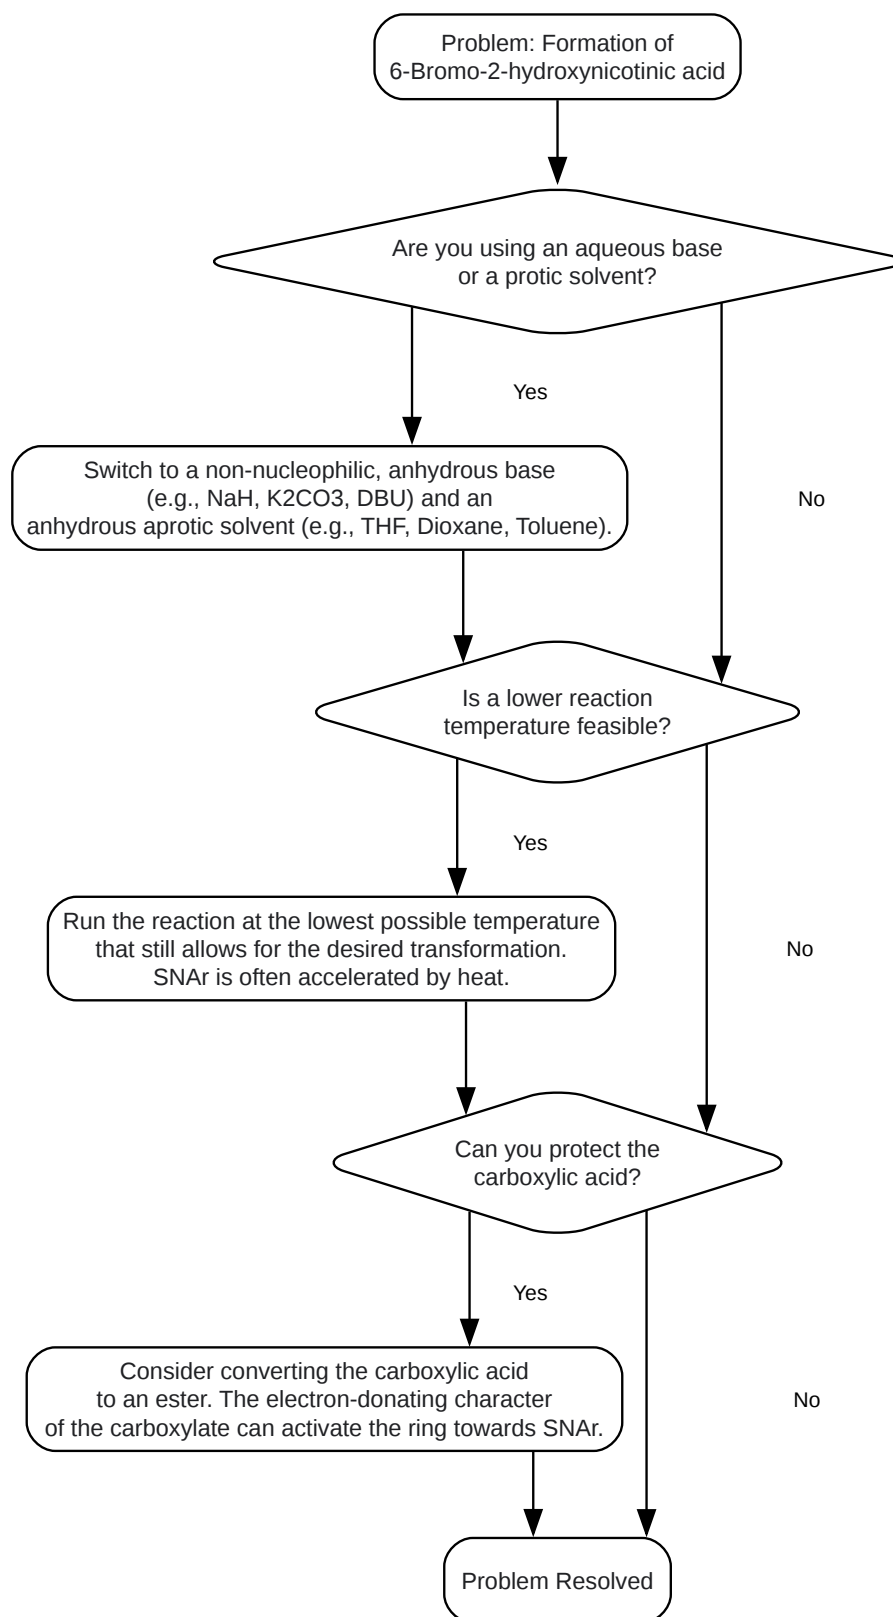 Problem: Formation of
6-Bromo-2-hydroxynicotinic acid
Are you using an aqueous base
or a protic solvent?
Yes
Switch to a non-nucleophilic, anhydrous base
(e.g., NaH, K2CO3, DBU) and an
anhydrous aprotic solvent (e.g., THF, Dioxane, Toluene).
No
Is a lower reaction
temperature feasible?
Yes
Run the reaction at the lowest possible temperature
that still allows for the desired transformation.
SNAr is often accelerated by heat.
No
Can you protect the
carboxylic acid?
Yes
Consider converting the carboxylic acid
to an ester. The electron-donating character
of the carboxylate can activate the ring towards SNAr.
No
Problem Resolved